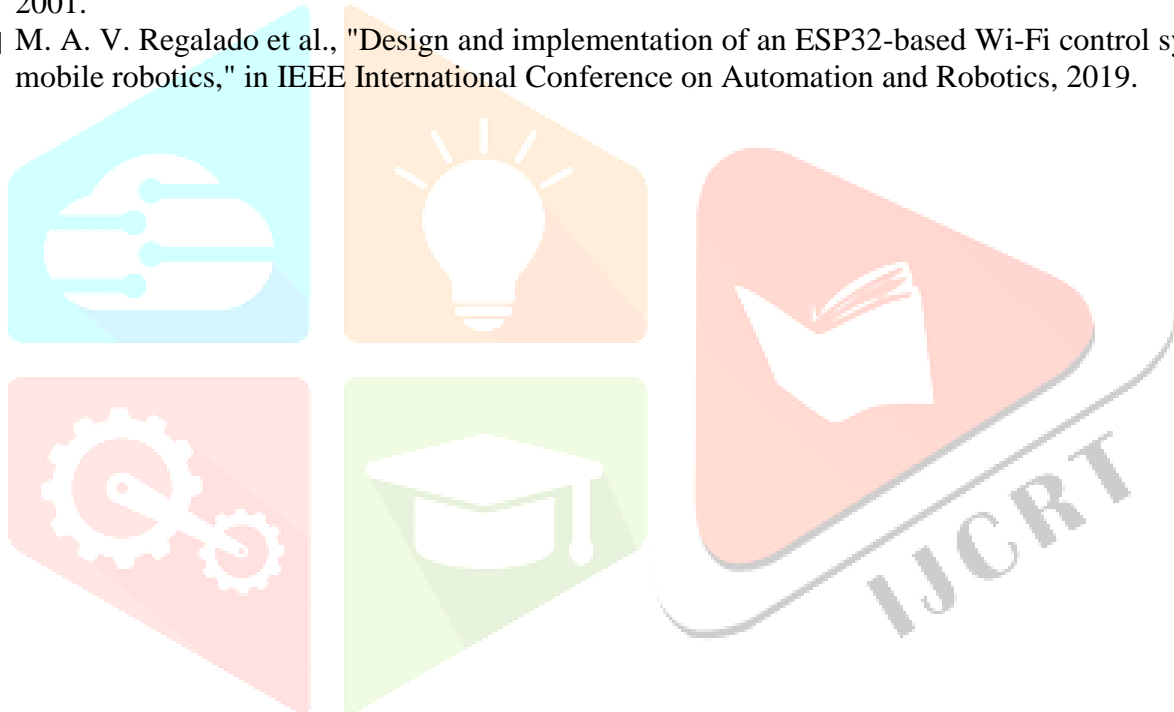 2001.
M. A. V. Regalado et al., "Design and implementation of an ESP32-based Wi-Fi control
mobile robotics," in IEEE International Conference on Automation and Robotics, 2019.
IJCRT